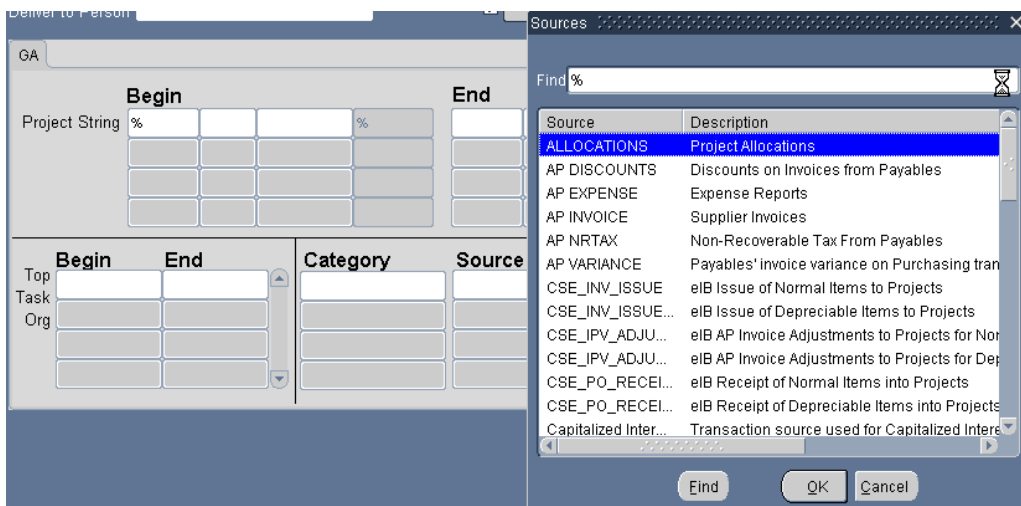 Deliver to Person
GA
Begin End
Project String % %
Begin End Category Source
Top
Task
Org
Sources
Find %
Source Description
ALLOCATIONS Project Allocations
AP DISCOUNTS Discounts on Invoices from Payables
AP EXPENSE Expense Reports
AP INVOICE Supplier Invoices
AP NRTAX Non-Recoverable Tax From Payables
AP VARIANCE Payables' invoice variance on Purchasing tran
CSE_INV_ISSUE eIB Issue of Normal Items to Projects
CSE_INV_ISSUE... eIB Issue of Depreciable Items to Projects
CSE_IPV_ADJU... eIB AP Invoice Adjustments to Projects for Nor
CSE_IPV_ADJU... eIB AP Invoice Adjustments to Projects for Dep
CSE_PO_RECEI... eIB Receipt of Normal Items into Projects
CSE_PO_RECEI... eIB Receipt of Depreciable Items into Projects
Capitalized Inter... Transaction source used for Capitalized Intere
Find OK Cancel